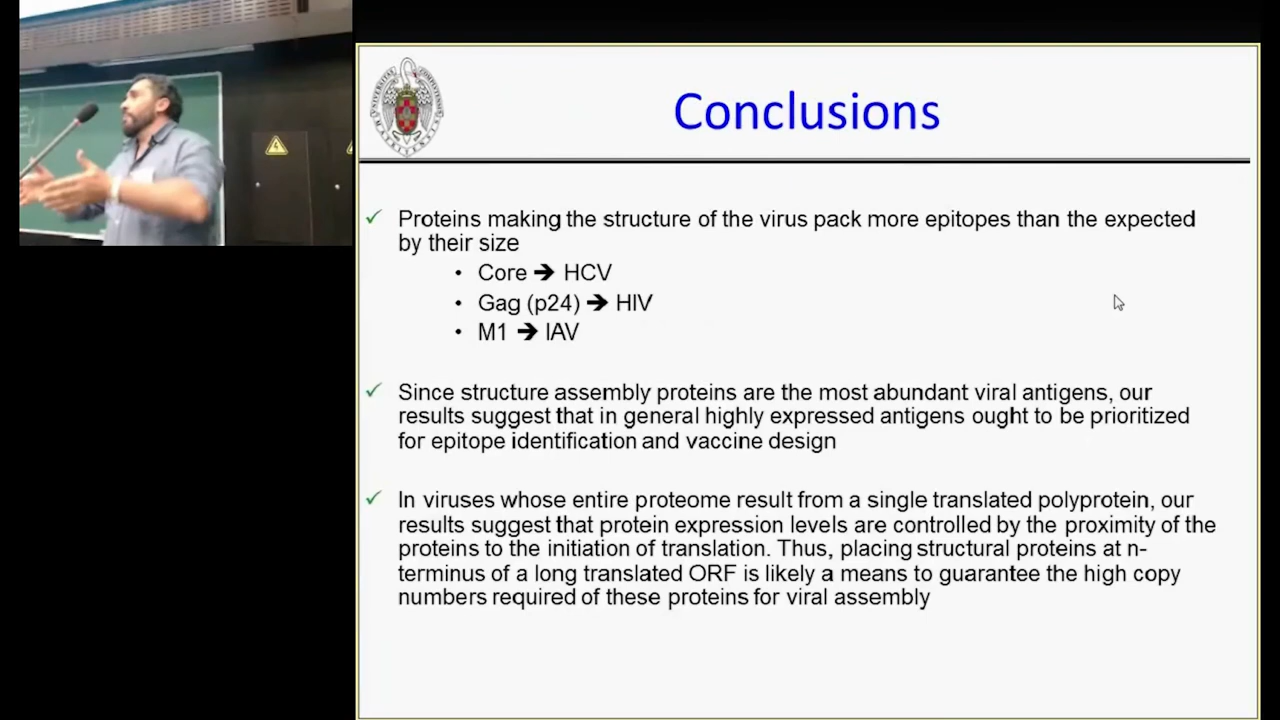 Conclusions
✓ Proteins making the structure of the virus pack more epitopes than the expected
by their size
• Core ➔ HCV
• Gag (p24) ➔ HIV
• M1 ➔ IAV
✓ Since structure assembly proteins are the most abundant viral antigens, our
results suggest that in general highly expressed antigens ought to be prioritized
for epitope identification and vaccine design
✓ In viruses whose entire proteome result from a single translated polyprotein, our
results suggest that protein expression levels are controlled by the proximity of the
proteins to the initiation of translation. Thus, placing structural proteins at n-
terminus of a long translated ORF is likely a means to guarantee the high copy
numbers required of these proteins for viral assembly